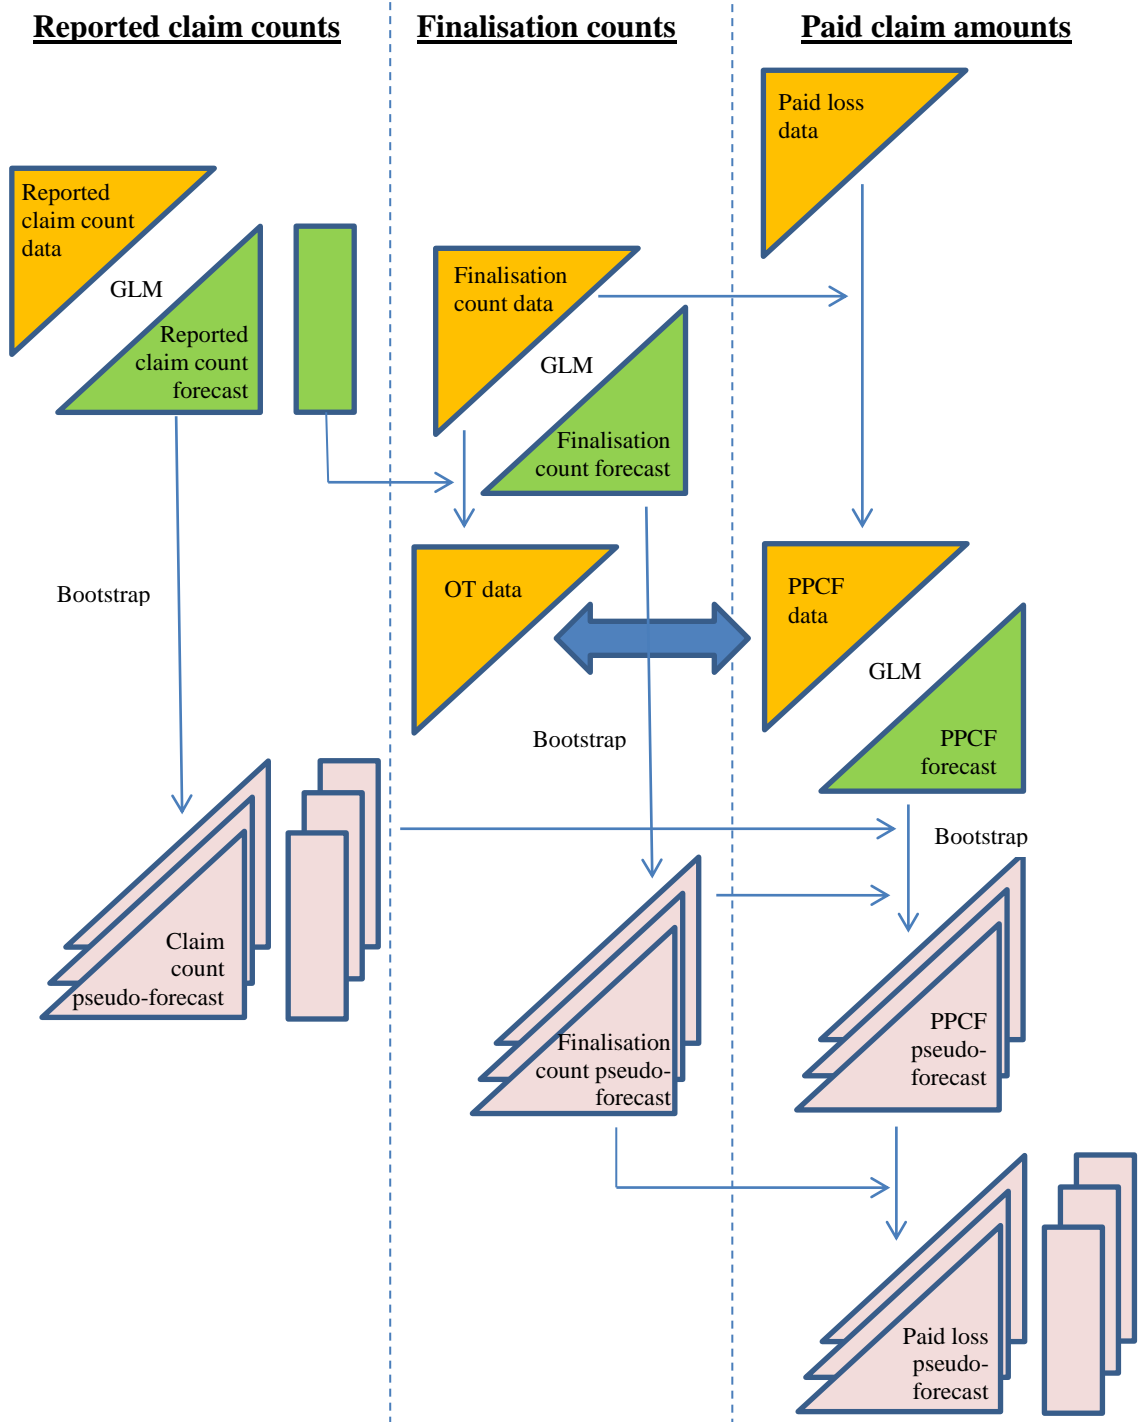 Reported claim counts
Finalisation counts
Paid claim amounts
Paid loss
data
Reported
claim count
data
GLM
Reported
claim count
forecast
Finalisation
count data
GLM
Finalisation
count forecast
Bootstrap
OT data
PPCF
data
GLM
Bootstrap
PPCF
forecast
Bootstrap
Claim
count
pseudo-forecast
Finalisation
count pseudo-
forecast
PPCF
pseudo-
forecast
Paid loss
pseudo-
forecast